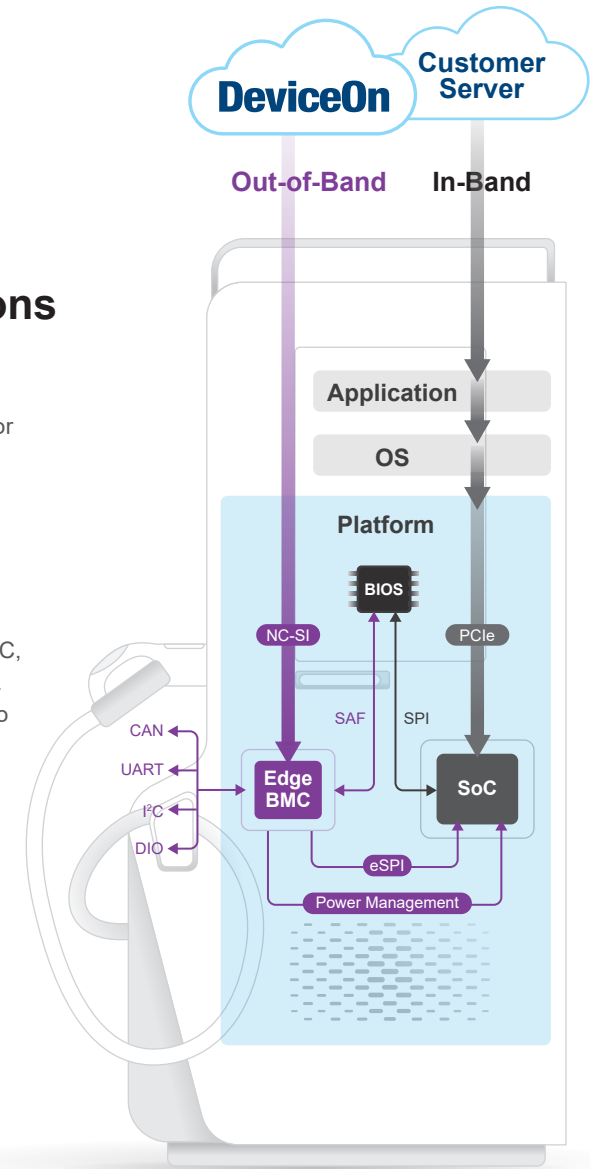 DeviceOn
Customer
Server
Out-of-Band
In-Band
ons
or
C,
o
Application
OS
Platform
BIOS
NC-SI
PCIe
SAF
SPI
CAN
UART
I²C
DIO
Edge
BMC
SoC
eSPI
Power Management